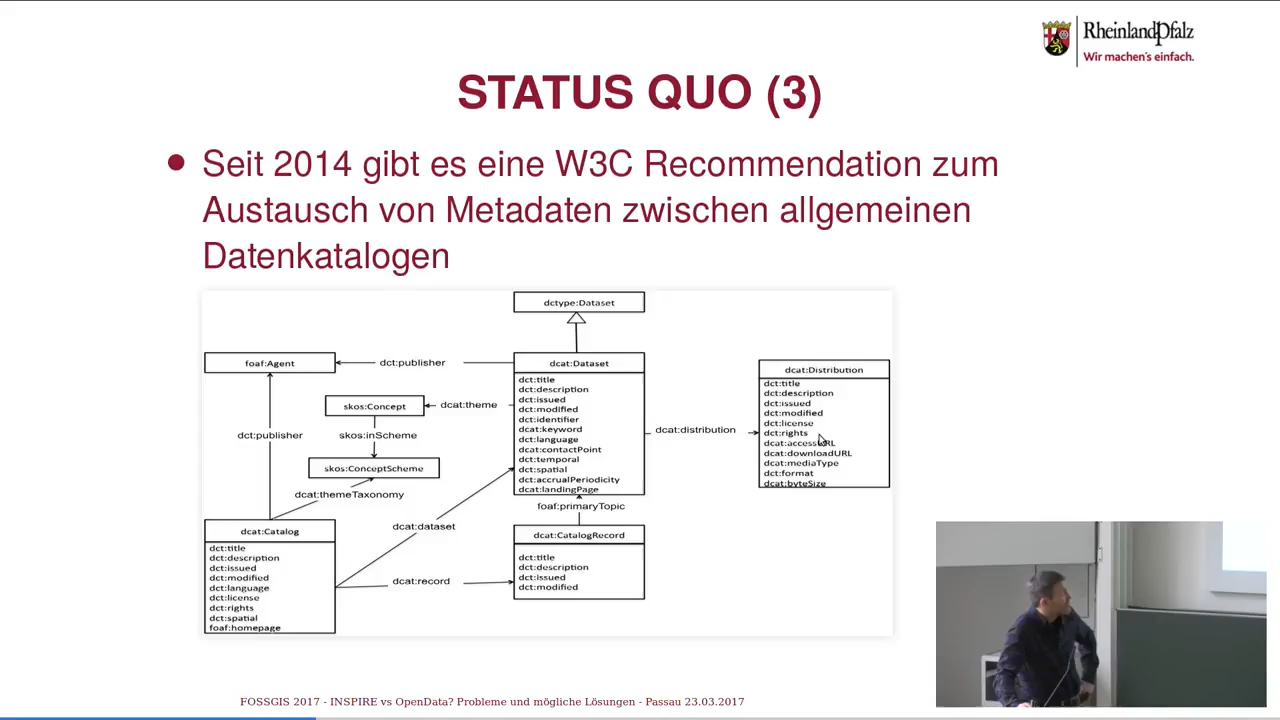 RheinlandPfalz
Wir machen's einfach.
STATUS QUO (3)
Seit 2014 gibt es eine W3C Recommendation zum
Austausch von Metadaten zwischen allgemeinen
Datenkatalogen
dctype:Dataset
foaf:Agent
dct:publisher
dcat:Dataset
dct:title
dct:description
dct:issued
dct:modified
dct:identifier
dcat:keyword
dct:language
dcat:contactPoint
dct:temporal
dct:spatial
dct:accrualPeriodicity
dcat:landingPage
dcat:distribution
dcat:Distribution
dct:title
dct:description
dct:issued
dct:modified
dct:license
dct:rights
dcat:accessURL
dcat:downloadURL
dcat:mediaType
dct:format
dcat:byteSize
skos:Concept
dcat:theme
dct:publisher
skos:inScheme
skos:ConceptScheme
dcat:themeTaxonomy
foaf:primaryTopic
dcat:dataset
dcat:Catalog
dct:title
dct:description
dct:issued
dct:modified
dct:language
dct:license
dct:rights
dct:spatial
foaf:homepage
dcat:record
dcat:CatalogRecord
dct:title
dct:description
dct:issued
dct:modified
FOSSGIS 2017 - INSPIRE vs OpenData? Probleme und mögliche Lösungen - Passau 23.03.2017